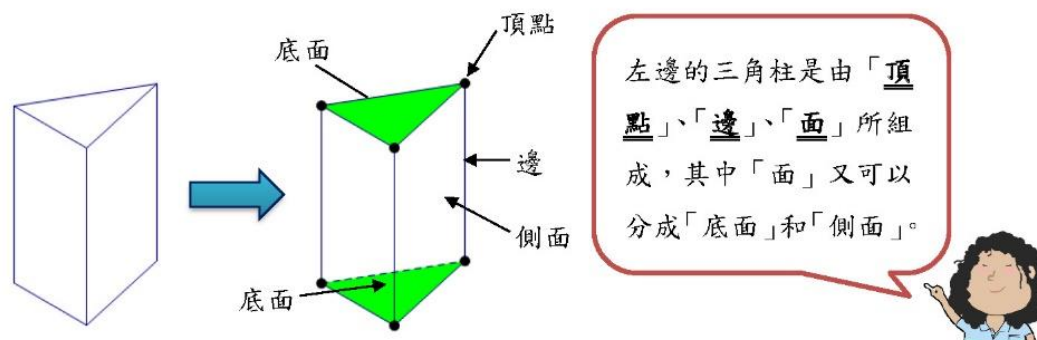 頂點
底面
邊
側面
底面
左邊的三角柱是由「頂
點」、「邊」、「面」所組
成，其中「面」又可以
分成「底面」和「側面」。